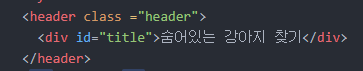 <header class ="header">
<div id="title">숨어있는 강아지 찾기</div>
</header>